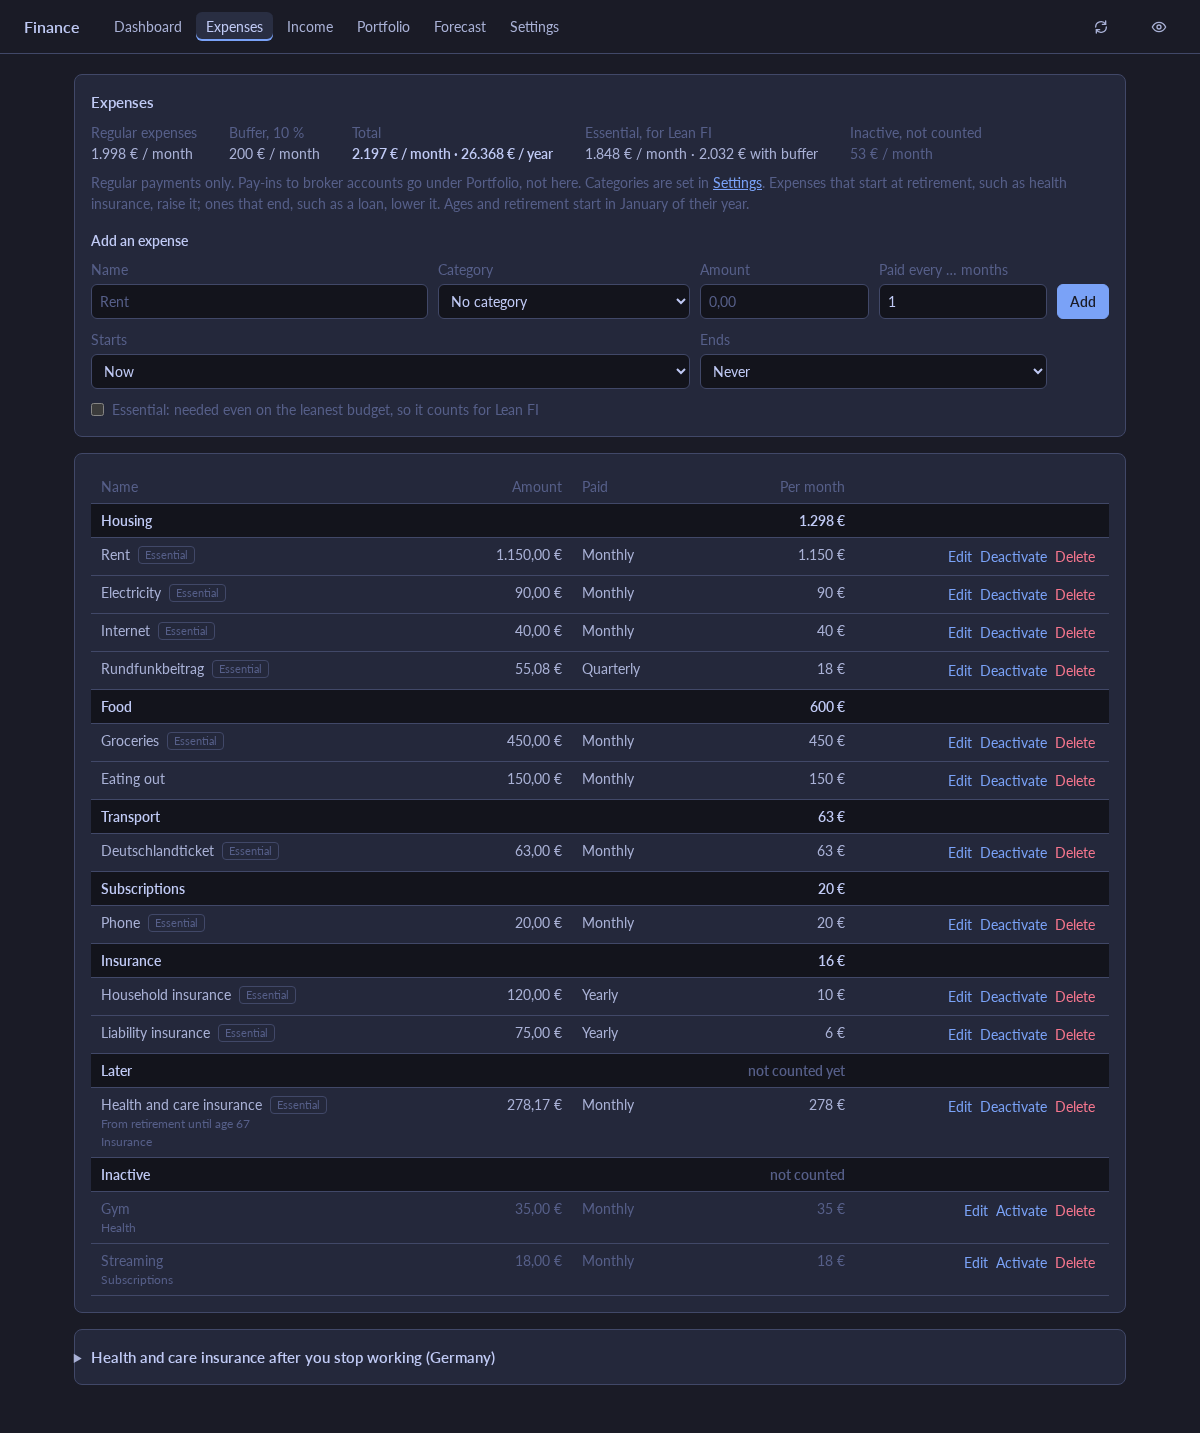 Finance Dashboard Expenses Income Portfolio Forecast Settings
Expenses
Regular expenses Buffer, 10 % Total Essential, for Lean FI Inactive, not counted
1.998 € / month 200 € / month 2.197 € / month · 26.368 € / year 1.848 € / month · 2.032 € with buffer 53 € / month
Regular payments only. Pay-ins to broker accounts go under Portfolio, not here. Categories are set in Settings. Expenses that start at retirement, such as health
insurance, raise it; ones that end, such as a loan, lower it. Ages and retirement start in January of their year.
Add an expense
Name Category Amount Paid every ... months
Rent No category 0,00 1 Add
Starts Ends
Now Never
Essential: needed even on the leanest budget, so it counts for Lean FI
Name Amount Paid Per month
Housing 1.298 €
Rent Essential 1.150,00 € Monthly 1.150 € Edit Deactivate Delete
Electricity Essential 90,00 € Monthly 90 € Edit Deactivate Delete
Internet Essential 40,00 € Monthly 40 € Edit Deactivate Delete
Rundfunkbeitrag Essential 55,08 € Quarterly 18 € Edit Deactivate Delete
Food 600 €
Groceries Essential 450,00 € Monthly 450 € Edit Deactivate Delete
Eating out 150,00 € Monthly 150 € Edit Deactivate Delete
Transport 63 €
Deutschlandticket Essential 63,00 € Monthly 63 € Edit Deactivate Delete
Subscriptions 20 €
Phone Essential 20,00 € Monthly 20 € Edit Deactivate Delete
Insurance 16 €
Household insurance Essential 120,00 € Yearly 10 € Edit Deactivate Delete
Liability insurance Essential 75,00 € Yearly 6 € Edit Deactivate Delete
Later not counted yet
Health and care insurance Essential 278,17 € Monthly 278 € Edit Deactivate Delete
From retirement until age 67
Insurance
Inactive not counted
Gym 35,00 € Monthly 35 € Edit Activate Delete
Health
Streaming 18,00 € Monthly 18 € Edit Activate Delete
Subscriptions
Health and care insurance after you stop working (Germany)